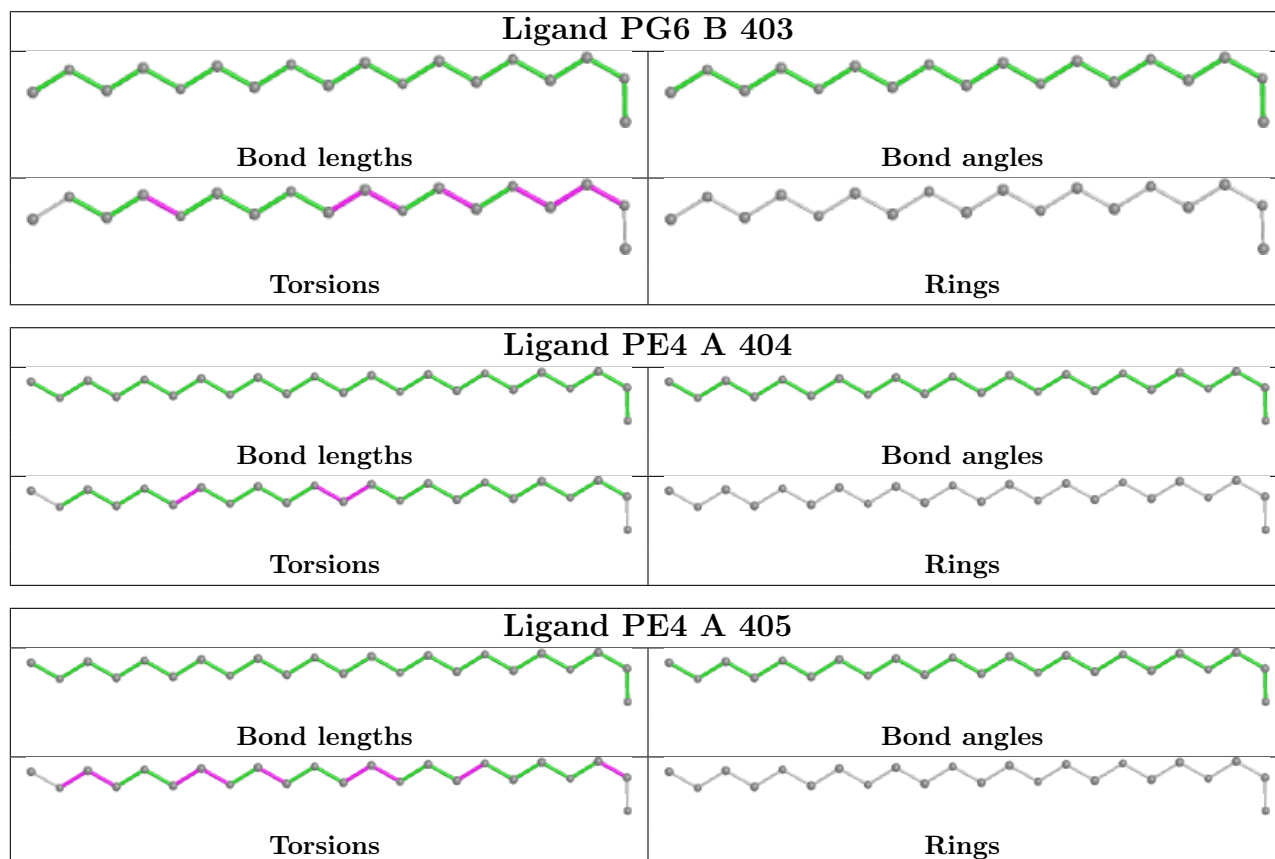 Ligand PG6 B 403
Bond lengths Bond angles
Torsions Rings
Ligand PE4 A 404
Bond lengths Bond angles
Torsions Rings
Ligand PE4 A 405
Bond lengths Bond angles
Torsions Rings